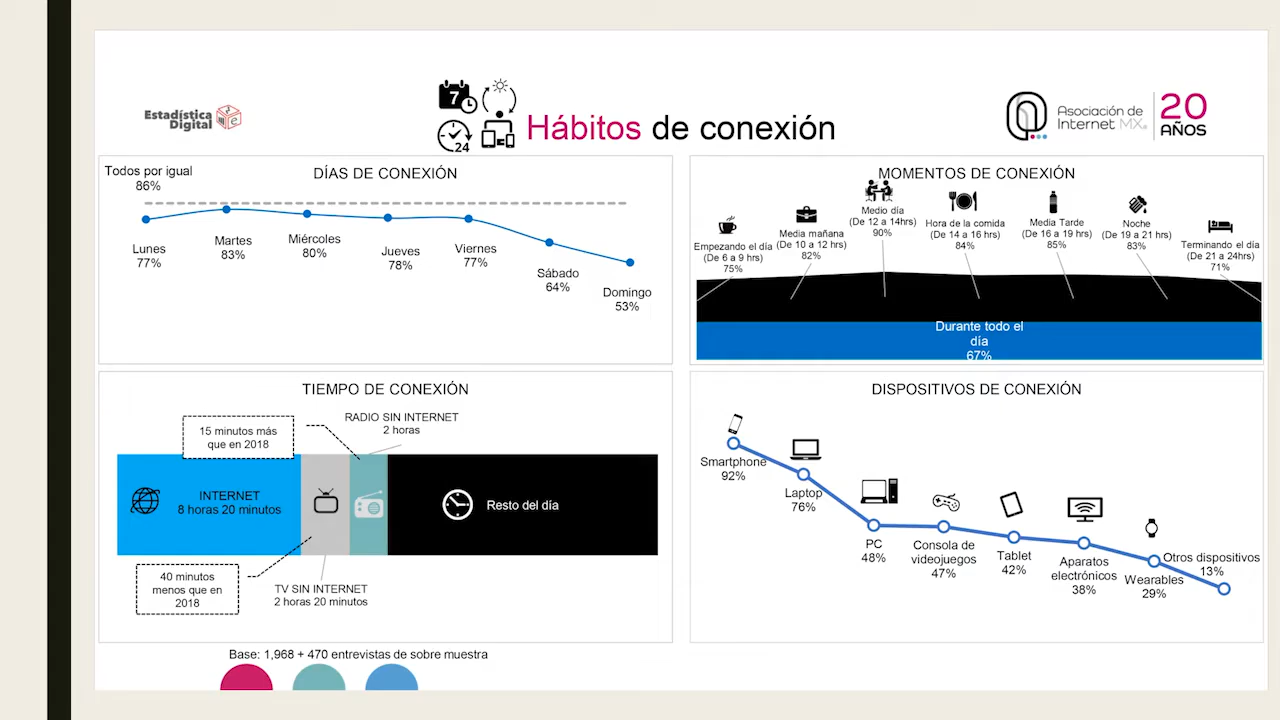 7
24
Estadística
Digital
Hábitos de conexión
Asociación de
Internet MX®
20
AÑOS
DÍAS DE CONEXIÓN
Todos por igual
86%
Lunes
77%
Martes
83%
Miércoles
80%
Jueves
78%
Viernes
77%
Sábado
64%
Domingo
53%
MOMENTOS DE CONEXIÓN
Empezando el día
(De 6 a 9 hrs)
75%
Media mañana
(De 10 a 12 hrs)
82%
Medio día
(De 12 a 14hrs)
90%
Hora de la comida
(De 14 a 16 hrs)
84%
Media Tarde
(De 16 a 19 hrs)
85%
Noche
(De 19 a 21 hrs)
83%
Terminando el día
(De 21 a 24hrs)
71%
Durante todo el
día
67%
TIEMPO DE CONEXIÓN
15 minutos más
que en 2018
RADIO SIN INTERNET
2 horas
INTERNET
8 horas 20 minutos
Resto del día
40 minutos
menos que en
2018
TV SIN INTERNET
2 horas 20 minutos
DISPOSITIVOS DE CONEXIÓN
Smartphone
92%
Laptop
76%
PC
48%
Consola de
videojuegos
47%
Tablet
42%
Aparatos
electrónicos
38%
Wearables
29%
Otros dispositivos
13%
Base: 1,968 + 470 entrevistas de sobre muestra